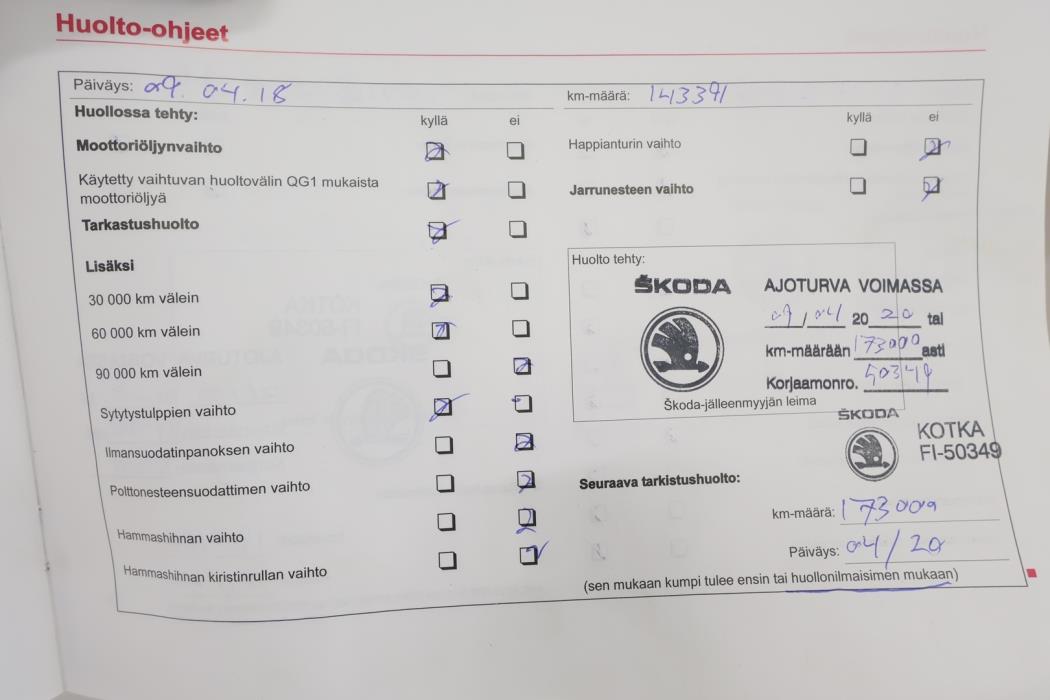 Huolto-ohjeet
Päiväys: 09.04.18
km-määrä: 143391
Huollossa tehty:
kyllä ei
Moottoriöljynvaihto
Käytetty vaihtuvan huoltovälin QG1 mukaista
moottoriöljyä
Tarkastushuolto
Lisäksi
30 000 km välein
60 000 km välein
90 000 km välein
Sytytystulppien vaihto
Ilmansuodatinpanoksen vaihto
Polttonesteensuodattimen vaihto
Hammashihnan vaihto
Hammashihnan kiristinrullan vaihto
kyllä ei
Happianturin vaihto
Jarrunesteen vaihto
Huolto tehty:
ŠKODA
AJOTURVA VOIMASSA
09/04 2020 tai
km-määrään 173000 asti
Korjaamonro. 50349
Škoda-jälleenmyyjän leima
ŠKODA
KOTKA
FI-50349
Seuraava tarkistushuolto:
km-määrä: 173000
Päiväys: 04/20
(sen mukaan kumpi tulee ensin tai huollonilmaisimen mukaan)